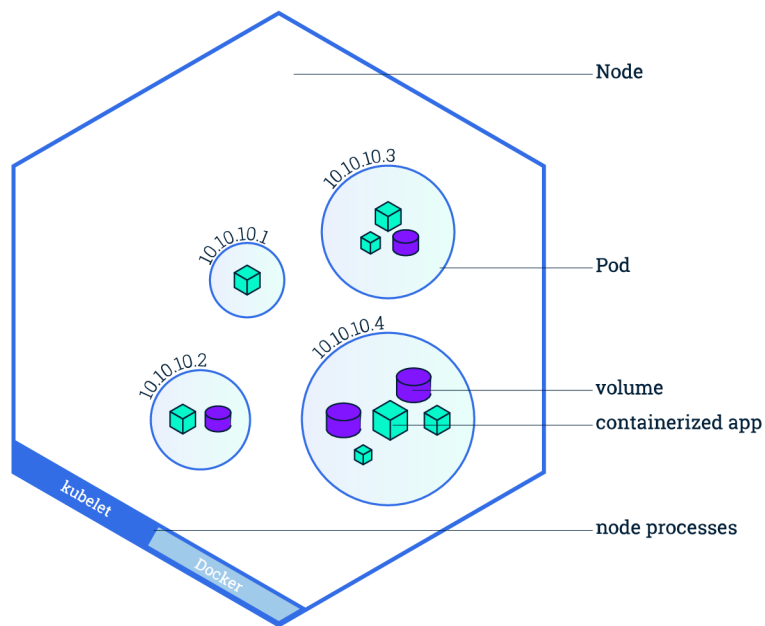 Node
10.10.10.3
10.10.10.1
Pod
10.10.10.4
10.10.10.2
volume
containerized app
kubelet
node processes
Docker